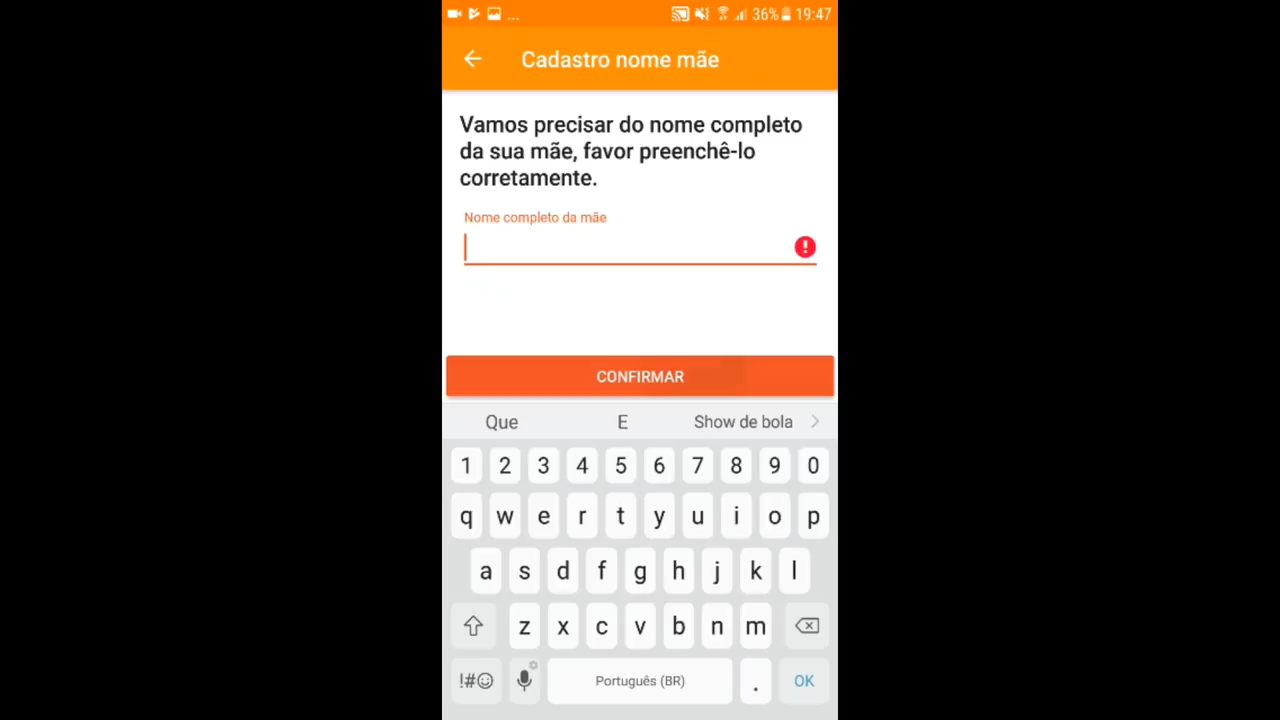 ... 36% 19:47
Cadastro nome mãe
Vamos precisar do nome completo
da sua mãe, favor preenchê-lo
corretamente.
Nome completo da mãe
CONFIRMAR
Que E Show de bola
1 2 3 4 5 6 7 8 9 0
q w e r t y u i o p
a s d f g h j k l
z x c v b n m
!#☺ Português (BR) . OK